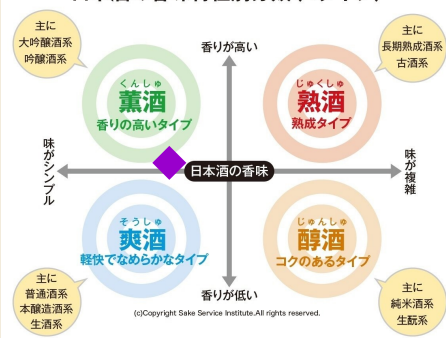 主に
大吟醸酒系
吟醸酒系
香りが高い
主に
長期熟成酒系
古酒系
くんしゅ
薫酒
香りの高いタイプ
じゅくしゅ
熟酒
熟成タイプ
味がシンプル
日本酒の香味
味が複雑
そうしゅ
爽酒
軽快でなめらかなタイプ
じゅんしゅ
醇酒
コクのあるタイプ
主に
普通酒系
本醸造酒系
生酒系
香りが低い
主に
純米酒系
生酛系
(c)Copyright Sake Service Institute.All rights reserved.